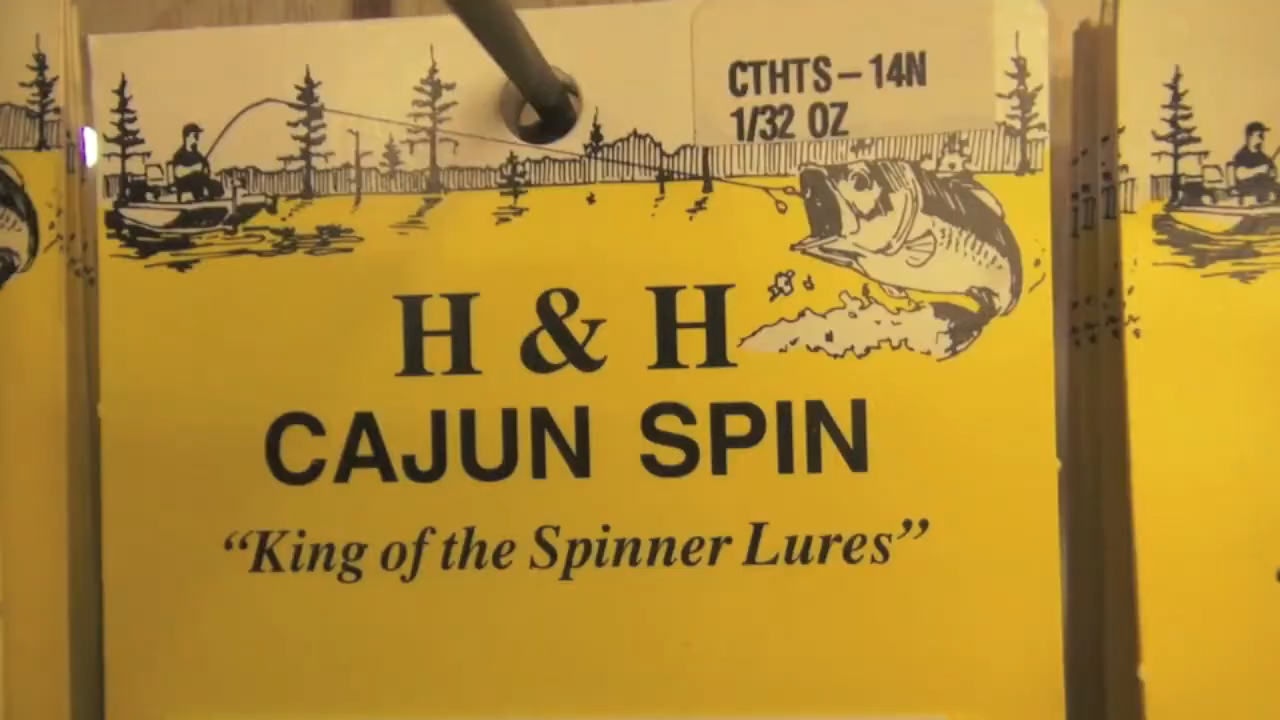 CTHTS – 14N
1/32 OZ
H & H
CAJUN SPIN
“King of the Spinner Lures”